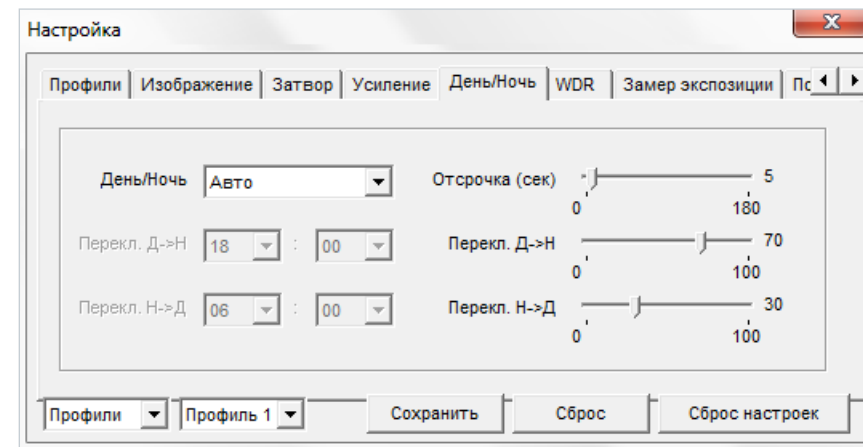 Настройка
Профили Изображение Затвор Усиление День/Ночь WDR Замер экспозиции Пс
День/Ночь Авто Отсрочка (сек) 5
0 180
Перекл. Д->Н 18 : 00 Перекл. Д->Н 70
0 100
Перекл. Н->Д 06 : 00 Перекл. Н->Д 30
0 100
Профили Профиль 1 Сохранить Сброс Сброс настроек